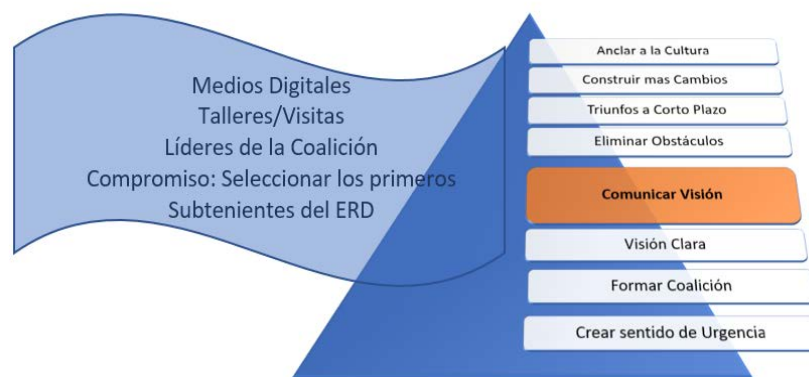 Medios Digitales
Talleres/Visitas
Líderes de la Coalición
Compromiso: Seleccionar los primeros
Subtenientes del ERD
Anclar a la Cultura
Construir mas Cambios
Triunfos a Corto Plazo
Eliminar Obstáculos
Comunicar Visión
Visión Clara
Formar Coalición
Crear sentido de Urgencia